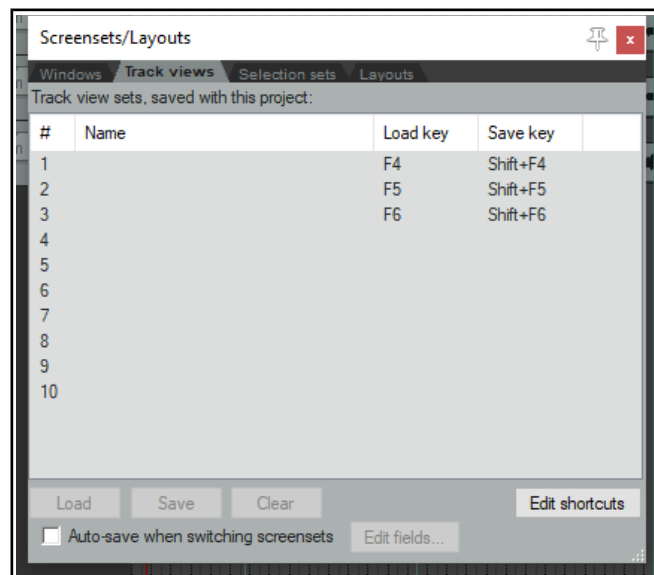 Screensets/Layouts
x
Windows Track views Selection sets Layouts
Track view sets, saved with this project:
# Name Load key Save key
1 F4 Shift+F4
2 F5 Shift+F5
3 F6 Shift+F6
4
5
6
7
8
9
10
Load Save Clear Edit shortcuts
Auto-save when switching screensets Edit fields...